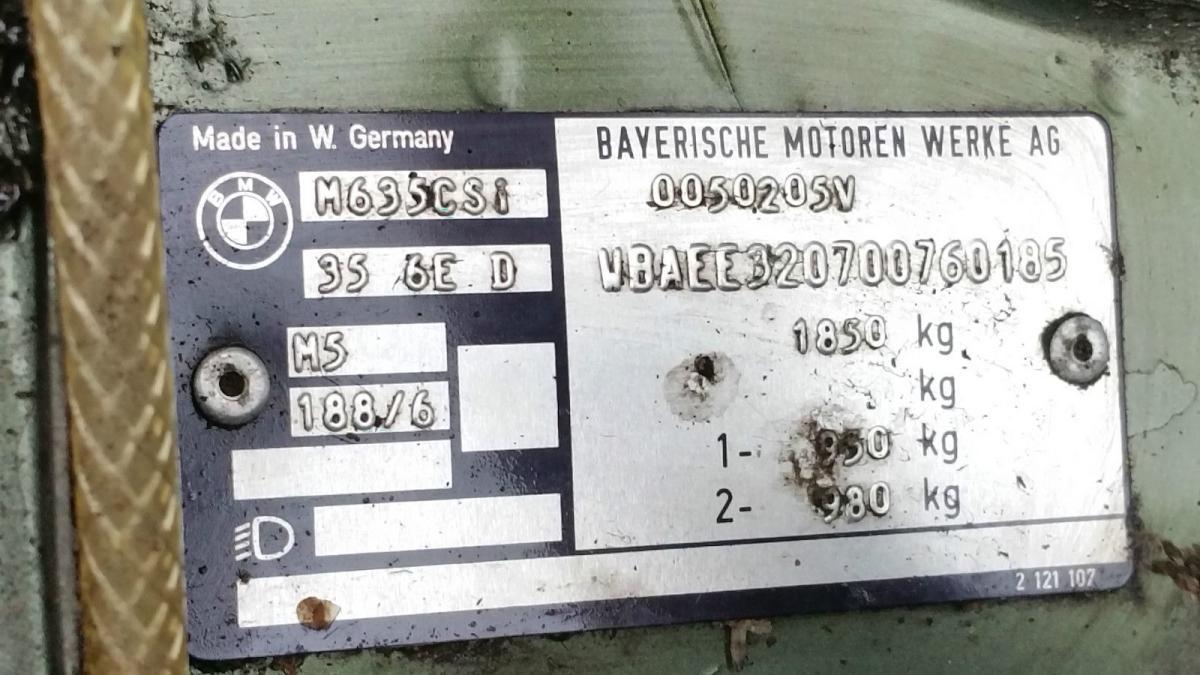 Made in W. Germany
BMW
M635CSi
35 6E D
M5
188/6
BAYERISCHE MOTOREN WERKE AG
0050205V
WBAEE320700760185
1850 kg
kg
1- 950 kg
2- 980 kg
2 121 107